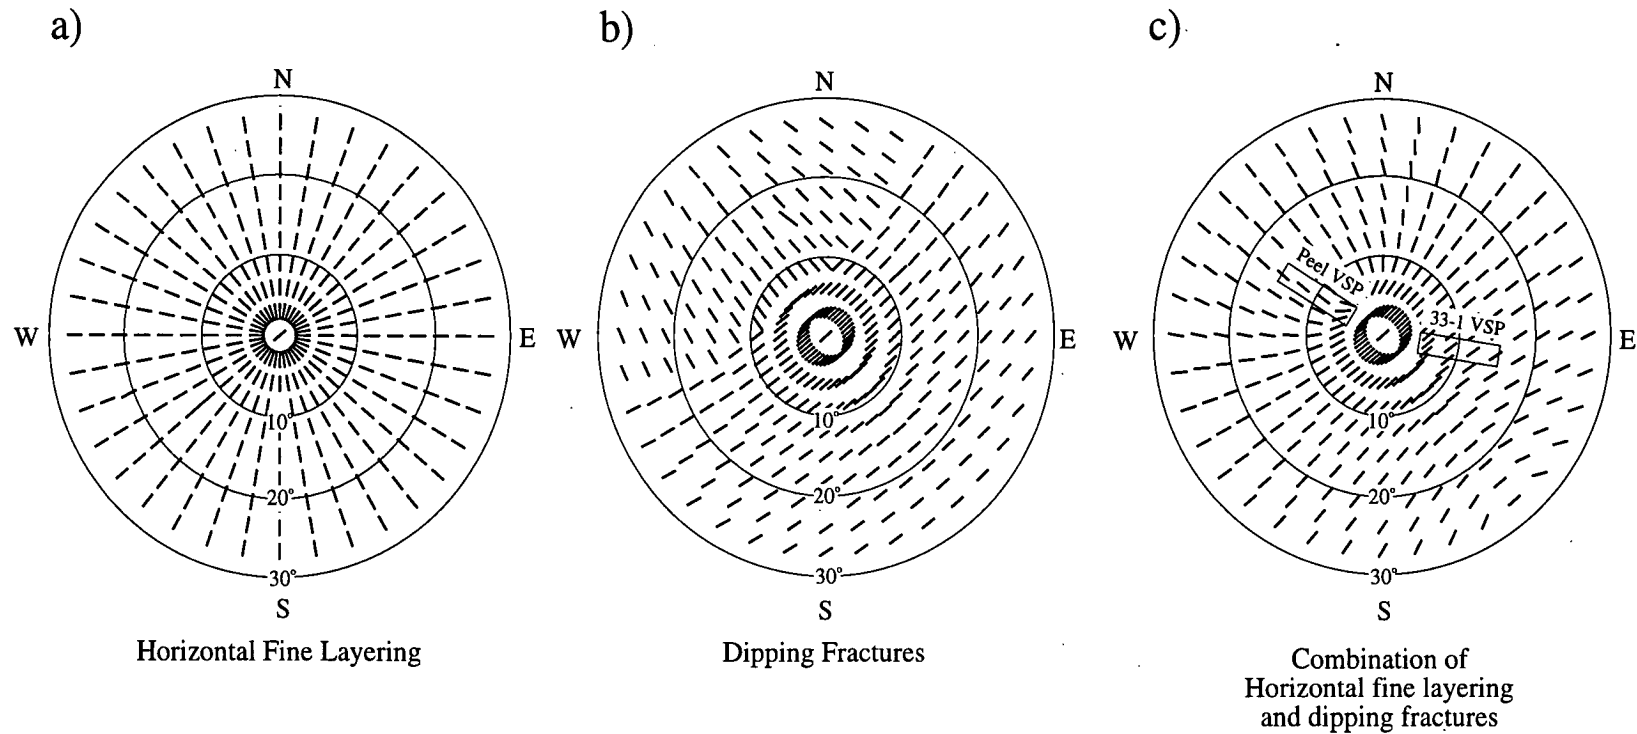 a)
N
W
E
10°
20°
30°
S
Horizontal Fine Layering
b)
N
W
E
10°
20°
30°
S
Dipping Fractures
c)
N
Peel VSP
33-1 VSP
W
E
10°
20°
30°
S
Combination of
Horizontal fine layering
and dipping fractures